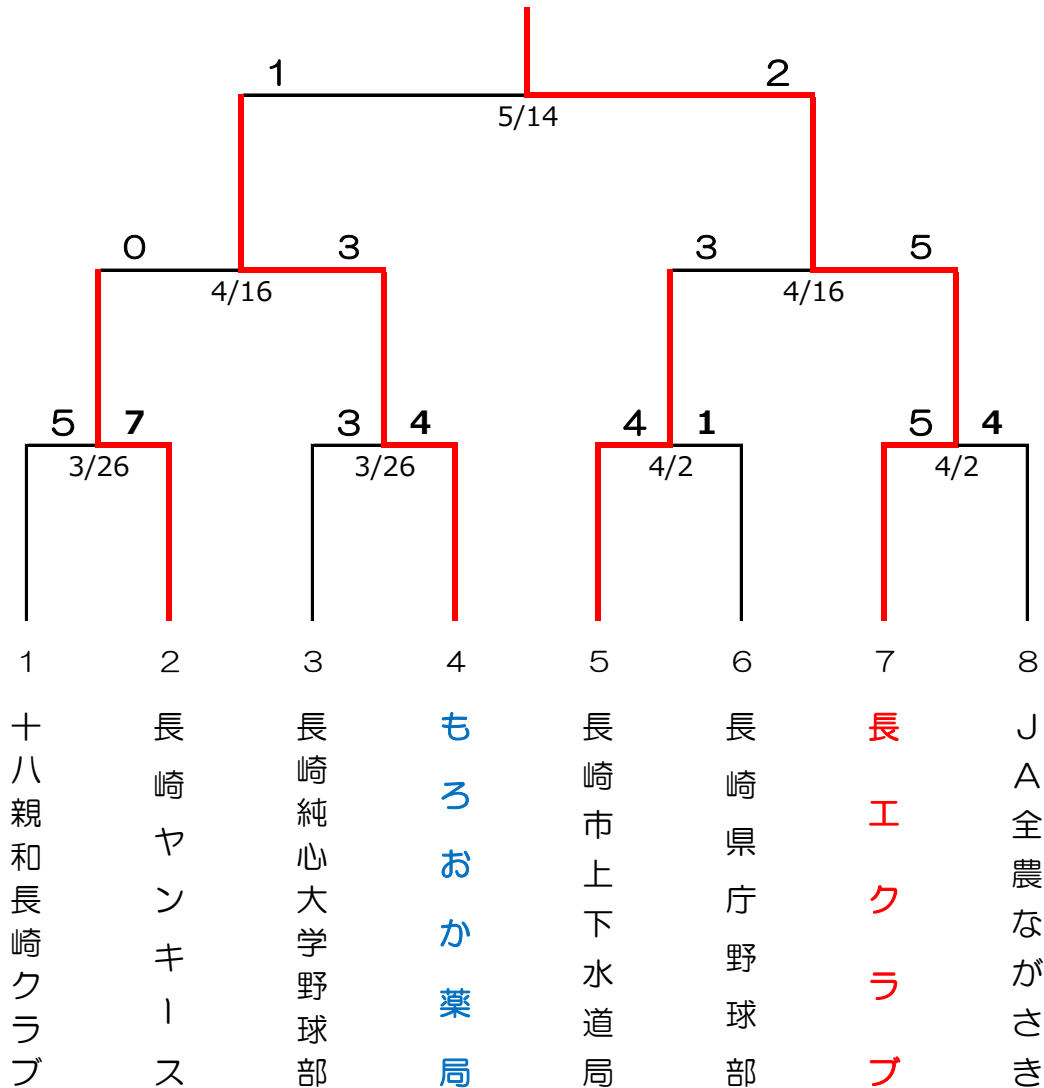 1 2
5/14
0 3 3 5
4/16 4/16
5 7 3 4 4 1 5 4
3/26 3/26 4/2 4/2
1 2 3 4 5 6 7 8
十八親和長崎クラブ
長崎ヤンキース
長崎純心大学野球部
もろおか薬局
長崎市上下水道局
長崎県庁野球部
長エクラブ
JA全農ながさき